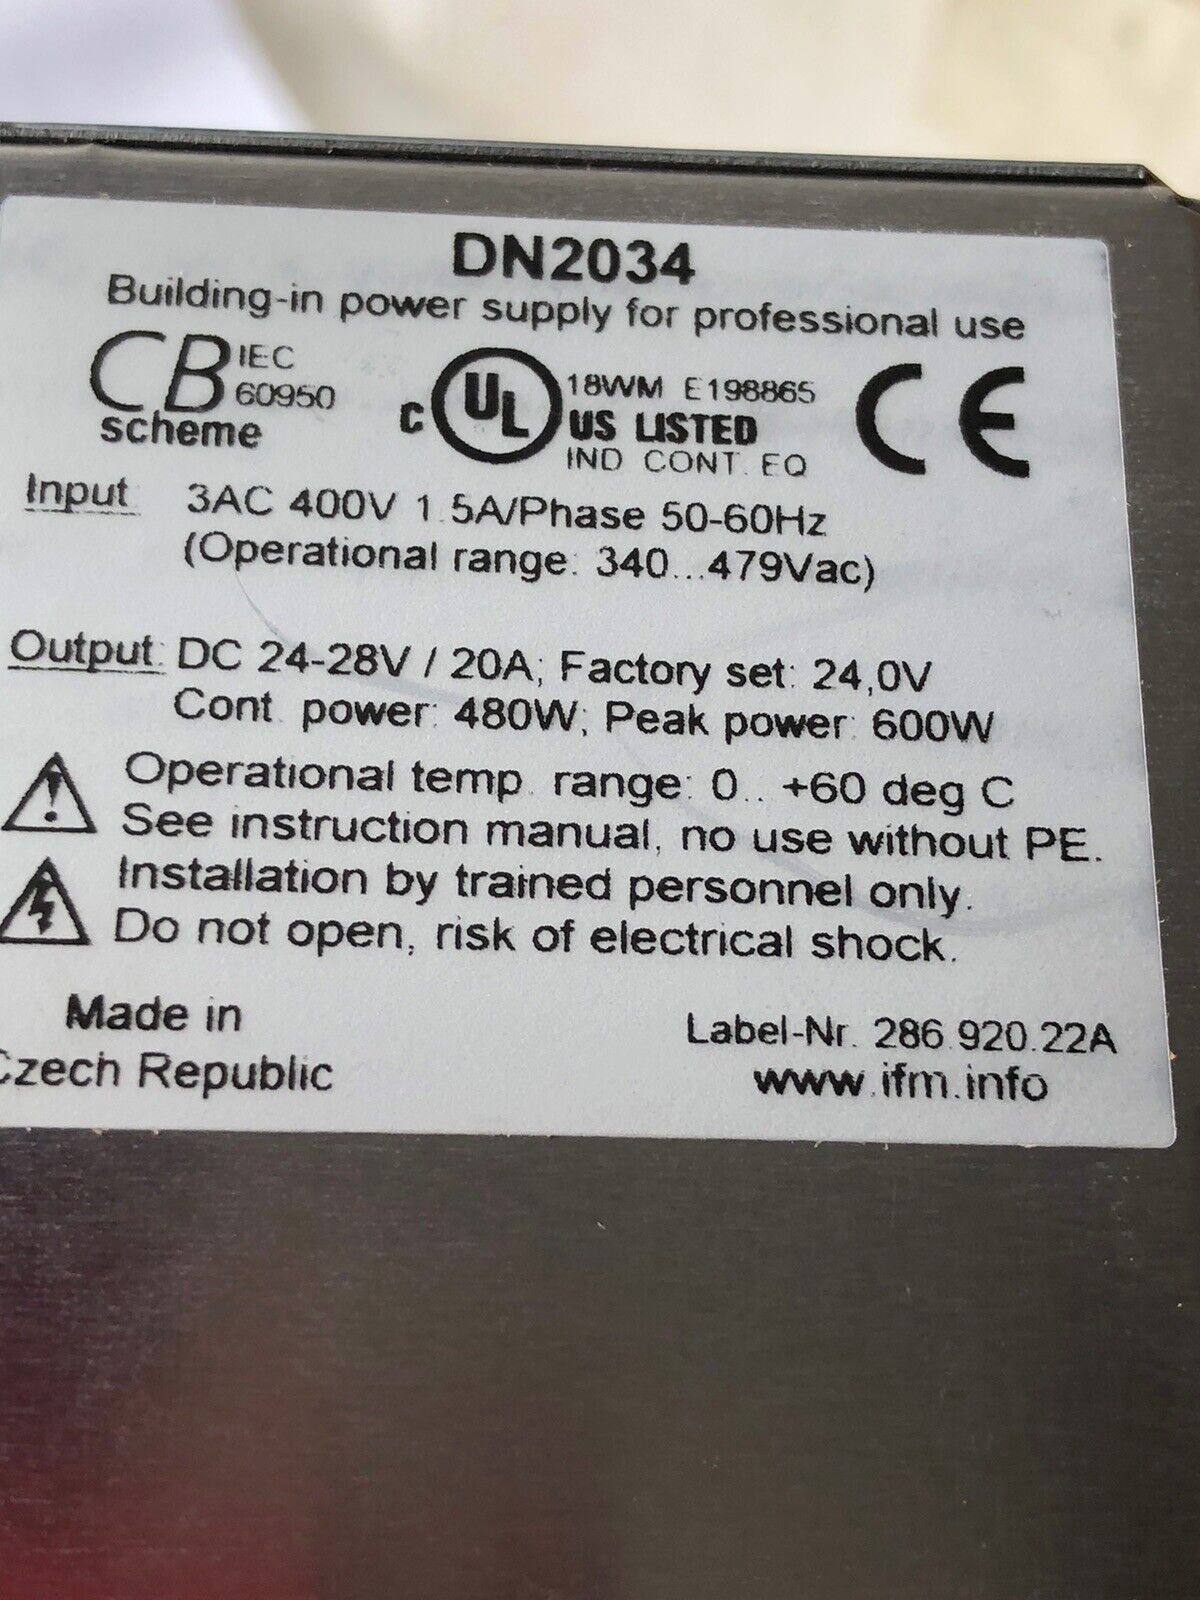 DN2034
Building-in power supply for professional use
CB IEC
60950
scheme
c UL 18WM E198865
US LISTED
IND. CONT. EQ
CE
Input: 3AC 400V 1.5A/Phase 50-60Hz
(Operational range: 340...479Vac)
Output: DC 24-28V / 20A; Factory set: 24,0V
Cont. power: 480W; Peak power: 600W
Operational temp. range: 0... +60 deg C
See instruction manual, no use without PE.
Installation by trained personnel only.
Do not open, risk of electrical shock.
Made in
Czech Republic
Label-Nr. 286.920.22A
www.ifm.info